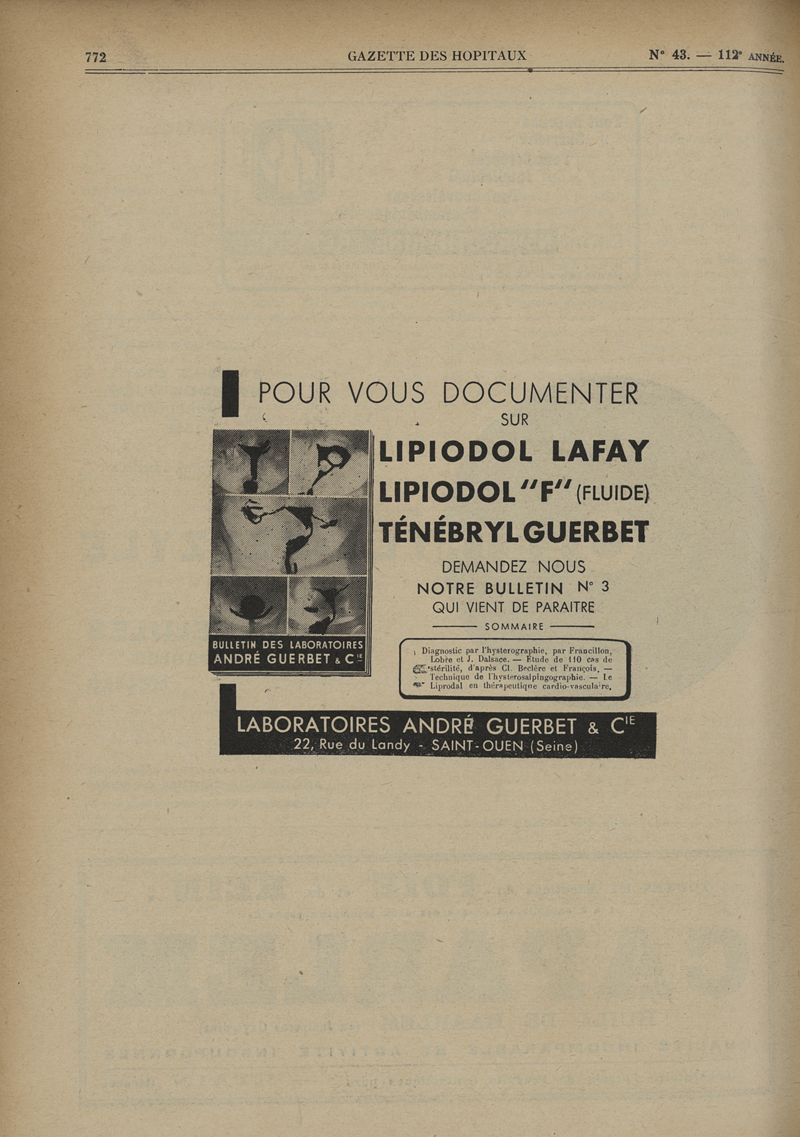 772 GAZETTE DES HOPITAUX N° 43. — 112e ANNÉE.
POUR VOUS DOCUMENTER
SUR
LIPIODOL LAFAY
LIPIODOL "F" (FLUIDE)
TÉNÉBRYL GUERBET
DEMANDEZ NOUS
NOTRE BULLETIN N° 3
QUI VIENT DE PARAITRE
SOMMAIRE
Diagnostic par l'hysterographie, par Francillon,
Lobre et J. Dalsace. — Etude de 110 cas de
stérilité, d'après Cl. Beclère et François. —
Technique de l'hysterosalpingographie. — Le
Liprodal en thérapeutique cardio-vasculaire.
BULLETIN DES LABORATOIRES
ANDRÉ GUERBET & CIE
LABORATOIRES ANDRÉ GUERBET & CIE
22, Rue du Landy - SAINT-OUEN (Seine)